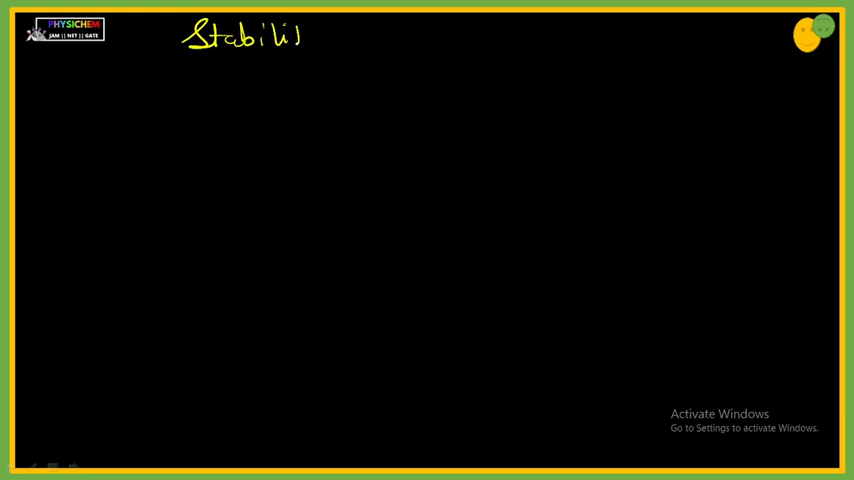 PHYSICHEM
JAM || NET || GATE
Stabili
Activate Windows
Go to Settings to activate Windows.